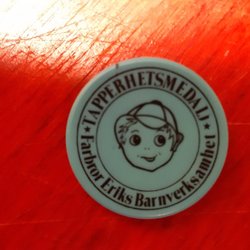 ★ TAPPERHETSMEDALJ ★
Farbror Eriks Barnverksamhet